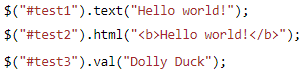 $("#test1").text("Hello world!");
$("#test2").html("<b>Hello world!</b>");
$("#test3").val("Dolly Duck");